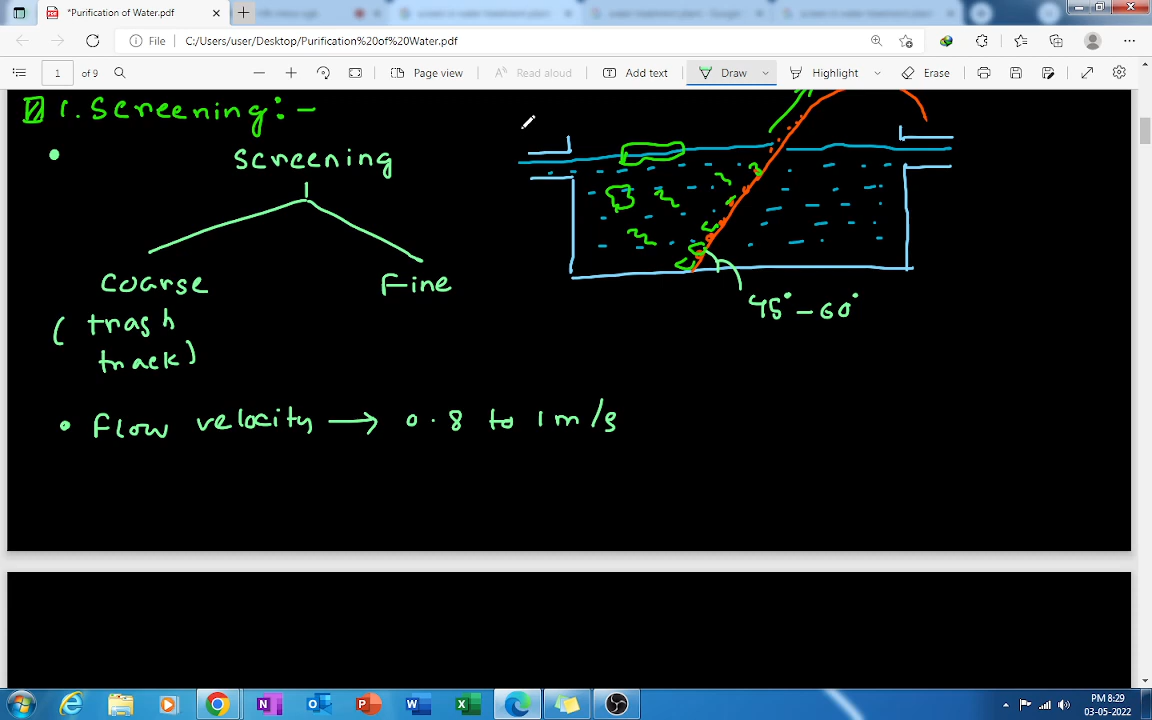 *Purification of Water.pdf
File
C:/Users/user/Desktop/Purification%20of%20Water.pdf
1 of 9
Page view
Read aloud
Add text
Draw
Highlight
Erase
1. Screening:-
Screening
Coarse
Fine
(trash
track)
45° - 60°
• Flow velocity → 0.8 to 1 m/s
PM 8:29
03-05-2022